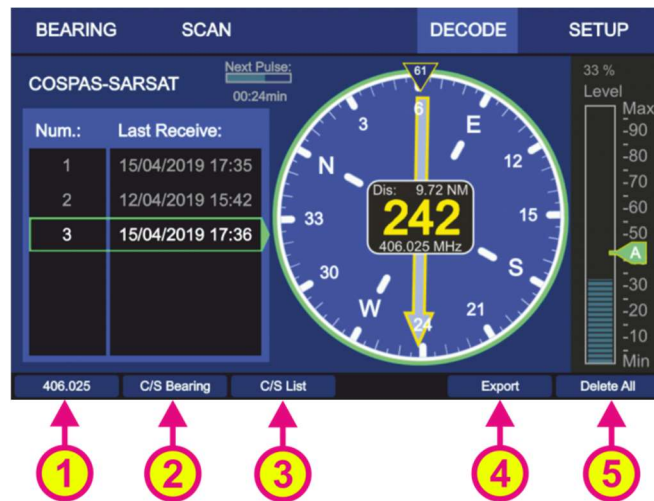 BEARING SCAN DECODE SETUP
COSPAS-SARSAT
Next Pulse:
00:24min
Num.: Last Receive:
1 15/04/2019 17:35
2 12/04/2019 15:42
3 15/04/2019 17:36
61
6
3
E
N
12
33
15
30
S
W
21
24
Dis: 9.72 NM
242
406.025 MHz
33 %
Level
Max
-90
-80
-70
-60
-50
A
-30
-20
-10
Min
406.025 C/S Bearing C/S List Export Delete All
1 2 3 4 5